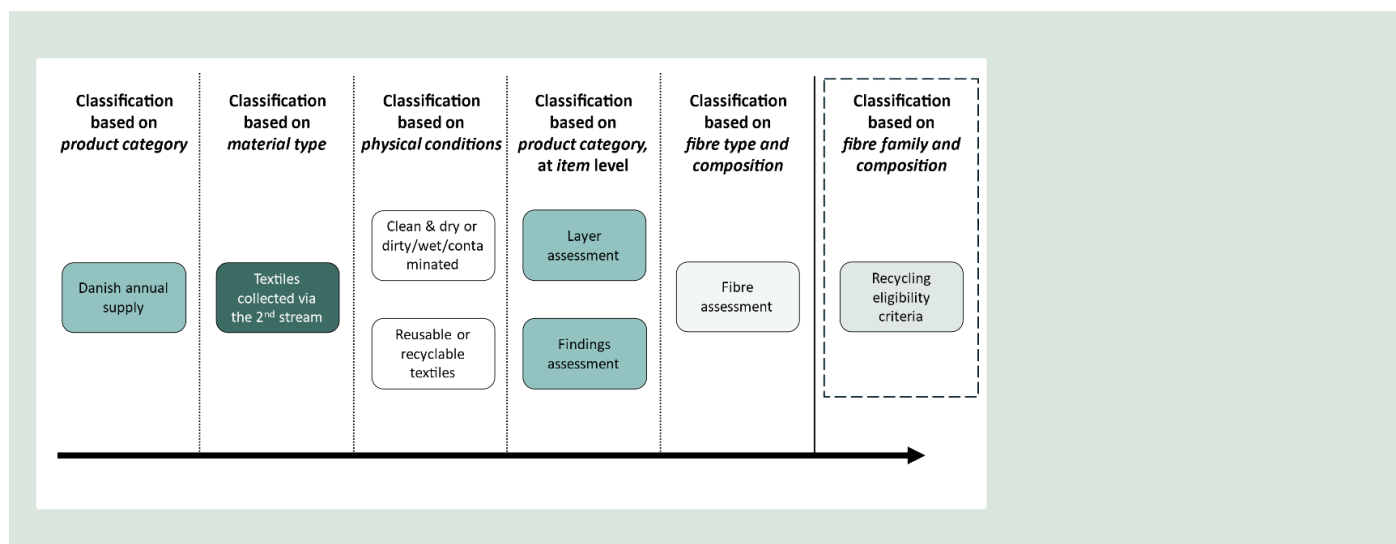 Classification
based on
product category
Danish annual
supply
Classification
based on
material type
Textiles
collected via
the 2nd stream
Classification
based on
physical conditions
Clean & dry or
dirty/wet/conta
minated
Reusable or
recyclable
textiles
Classification
based on
product category,
at item level
Layer
assessment
Findings
assessment
Classification
based on
fibre type and
composition
Fibre
assessment
Classification
based on
fibre family and
composition
Recycling
eligibility
criteria